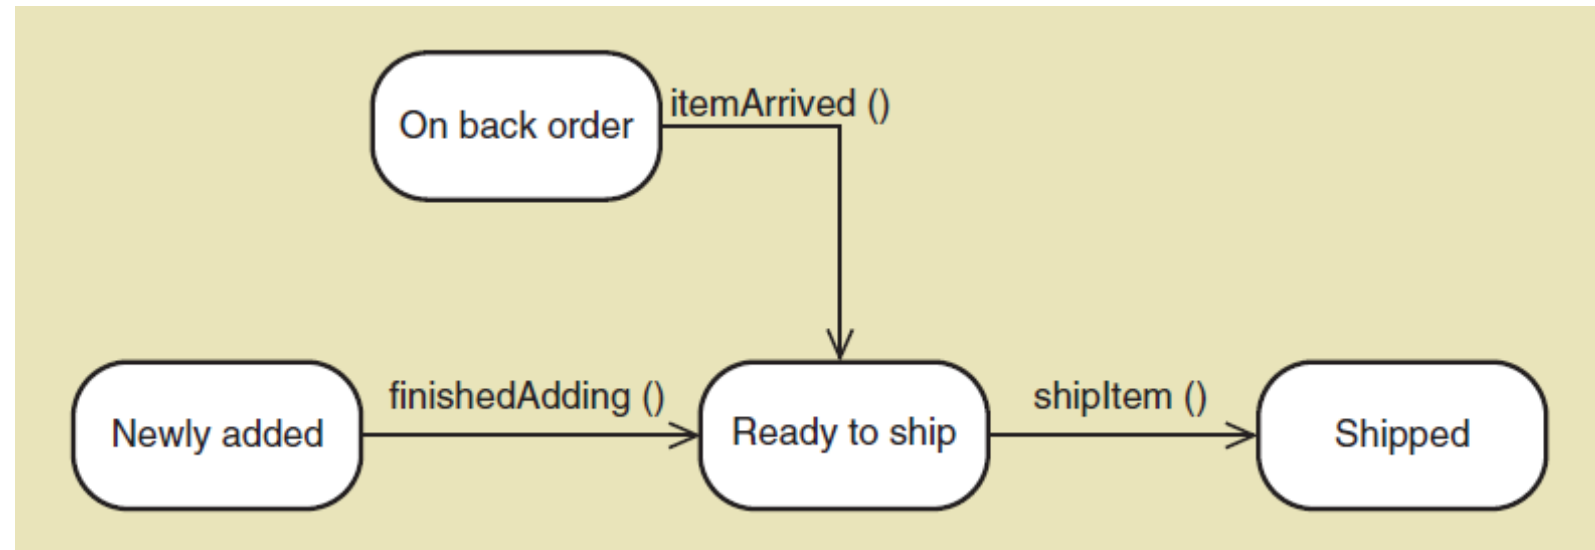 On back order
itemArrived ()
Newly added
finishedAdding ()
Ready to ship
shipItem ()
Shipped